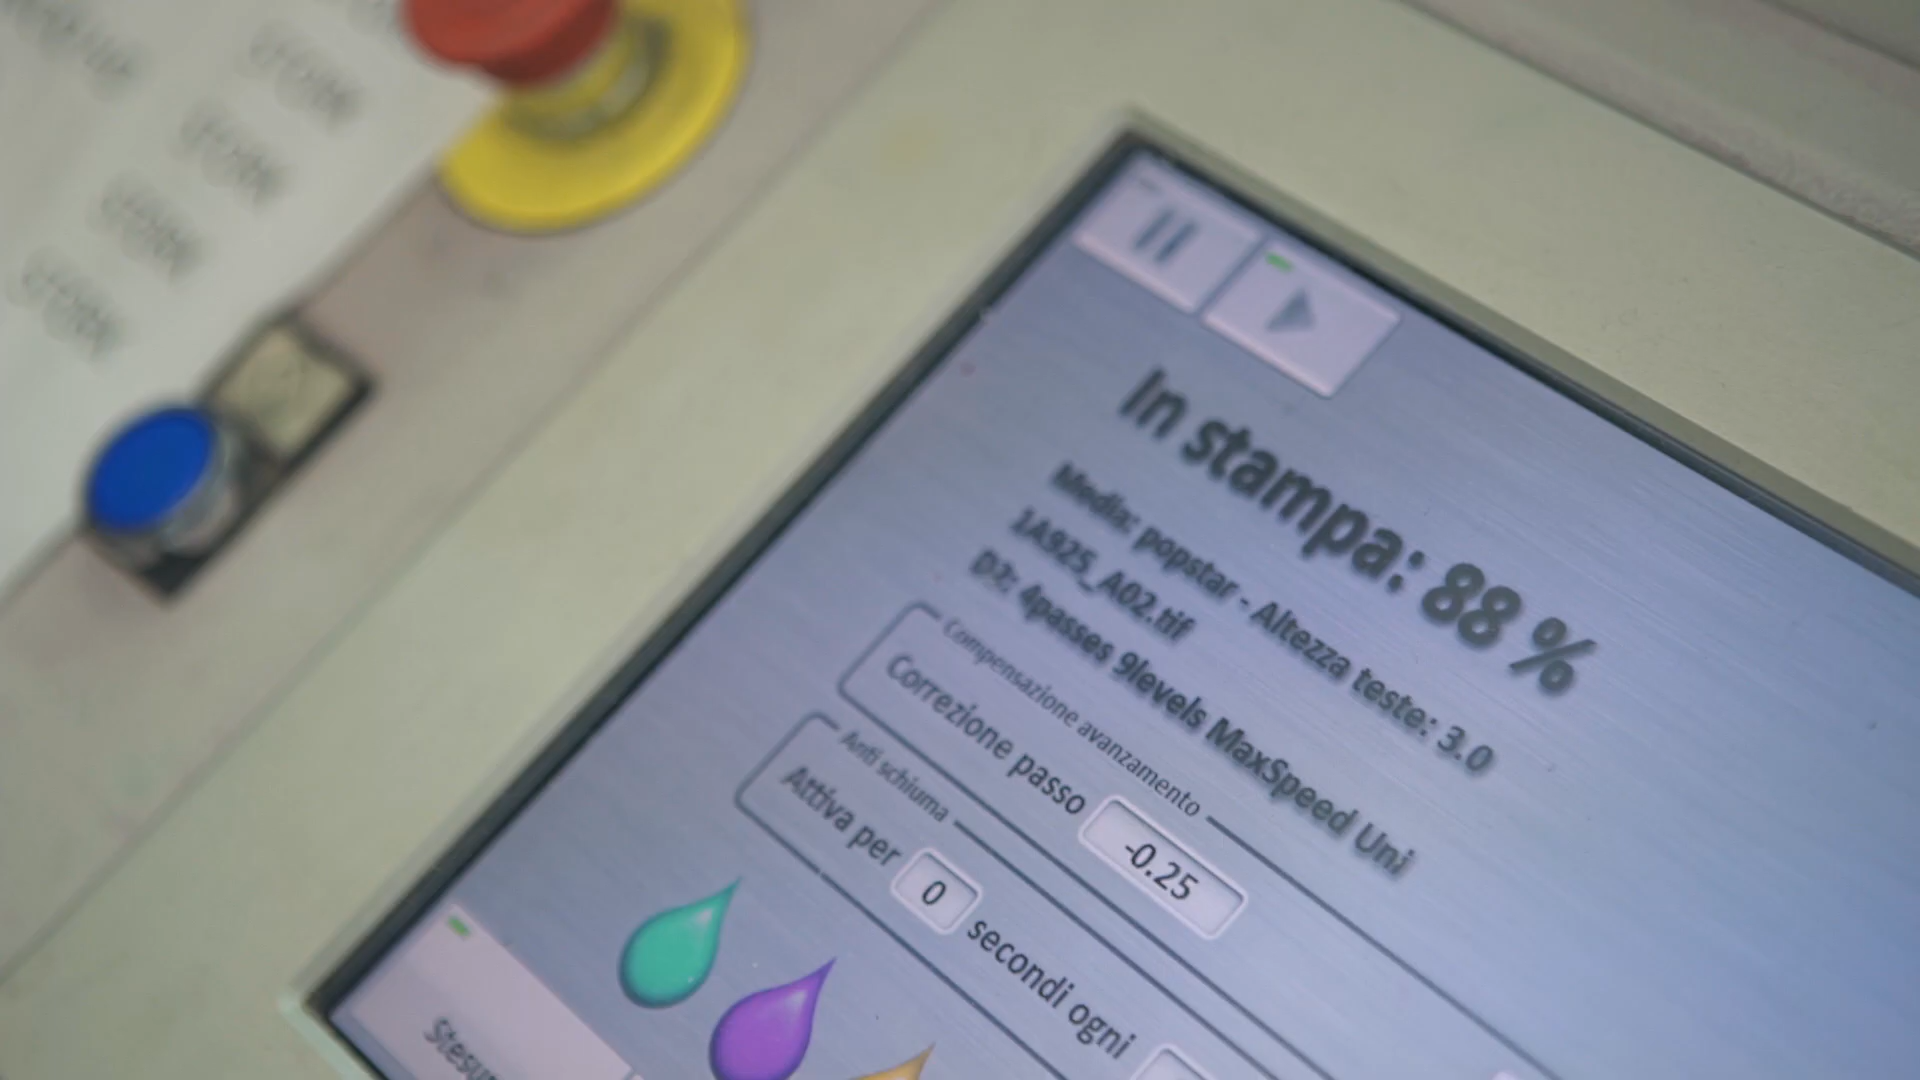 In stampa: 88 %
Media: popstar - Altezza teste: 3.0
1A925_A02.tif
D2: 4passes 9levels MaxSpeed Uni
Compensazione avanzamento
Correzione passo -0.25
Anti schiuma
Attiva per 0 secondi ogni